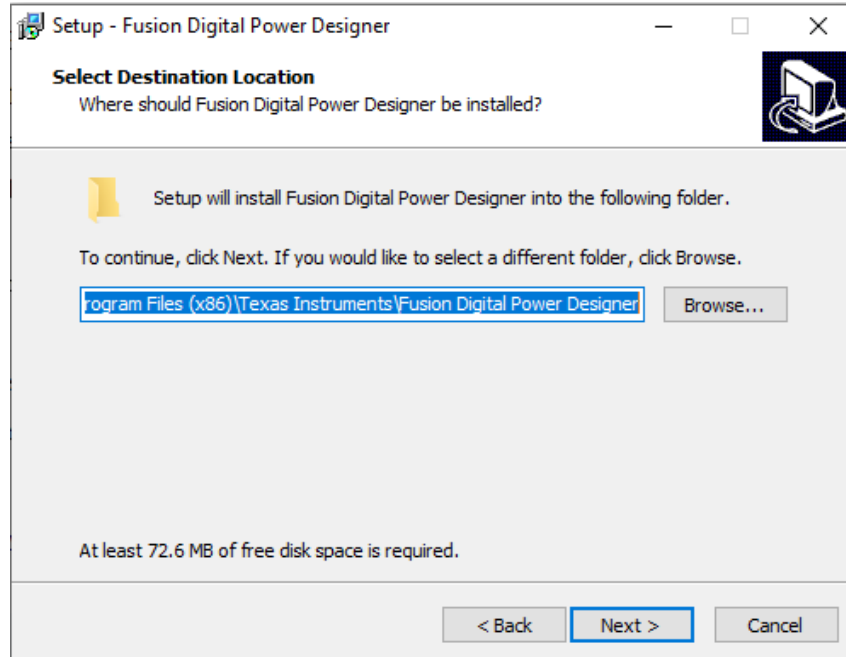 Setup - Fusion Digital Power Designer
Select Destination Location
Where should Fusion Digital Power Designer be installed?
Setup will install Fusion Digital Power Designer into the following folder.
To continue, click Next. If you would like to select a different folder, click Browse.
rogram Files (x86)\Texas Instruments\Fusion Digital Power Designer
Browse...
At least 72.6 MB of free disk space is required.
< Back
Next >
Cancel